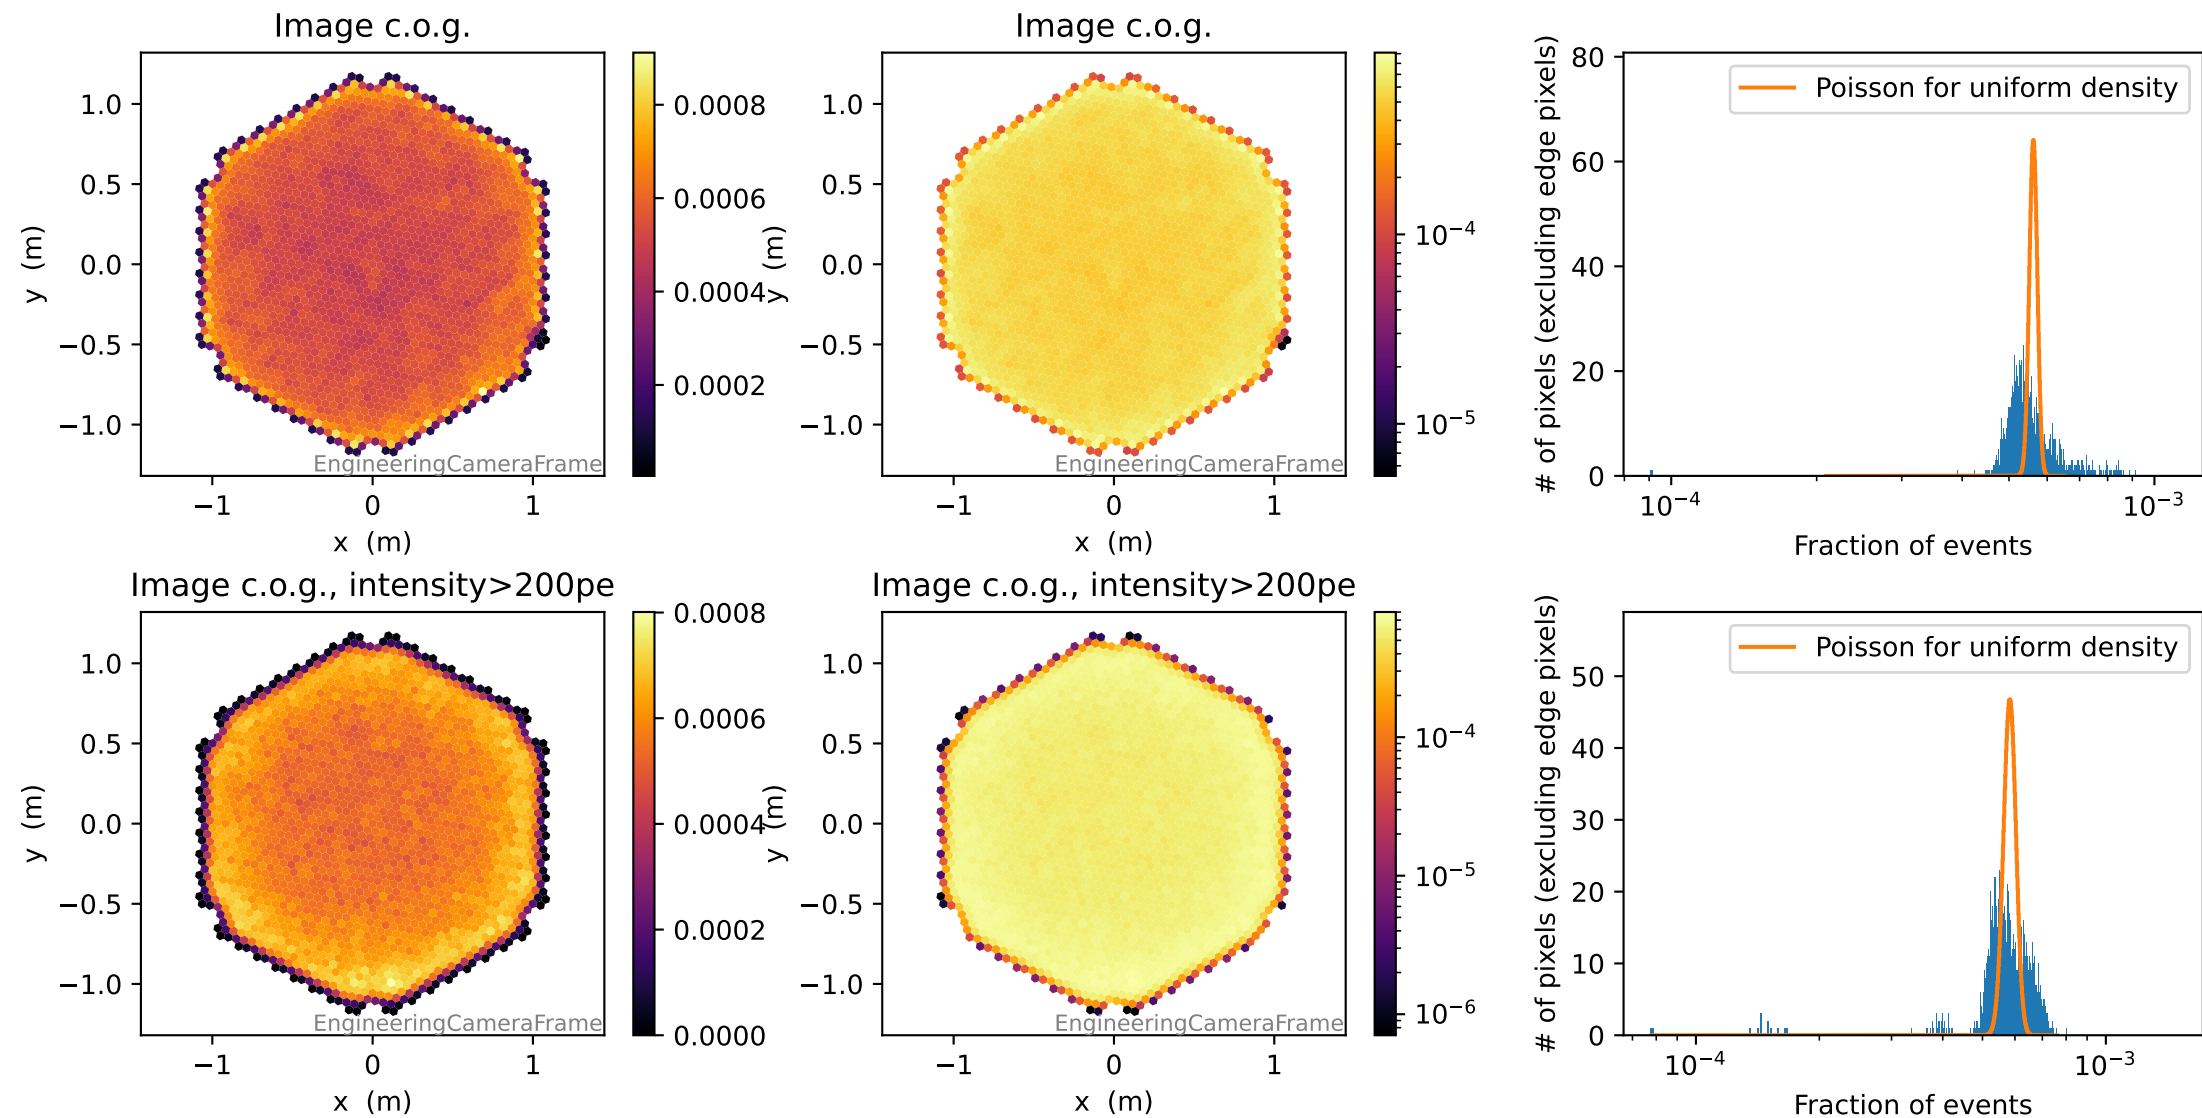 Image c.o.g.
1.0
0.5
0.0
−0.5
−1.0
y (m)
−1
0
1
x (m)
EngineeringCameraFrame
0.0008
0.0006
0.0004
0.0002
Image c.o.g.
1.0
0.5
0.0
−0.5
−1.0
y (m)
−1
0
1
x (m)
EngineeringCameraFrame
10⁻⁴
10⁻⁵
# of pixels (excluding edge pixels)
80
60
40
20
0
Poisson for uniform density
10⁻⁴
10⁻³
Fraction of events
Image c.o.g., intensity>200pe
1.0
0.5
0.0
−0.5
−1.0
y (m)
−1
0
1
x (m)
EngineeringCameraFrame
0.0008
0.0006
0.0004
0.0002
0.0000
Image c.o.g., intensity>200pe
1.0
0.5
0.0
−0.5
−1.0
y (m)
−1
0
1
x (m)
EngineeringCameraFrame
10⁻⁴
10⁻⁵
10⁻⁶
# of pixels (excluding edge pixels)
50
40
30
20
10
0
Poisson for uniform density
10⁻⁴
10⁻³
Fraction of events